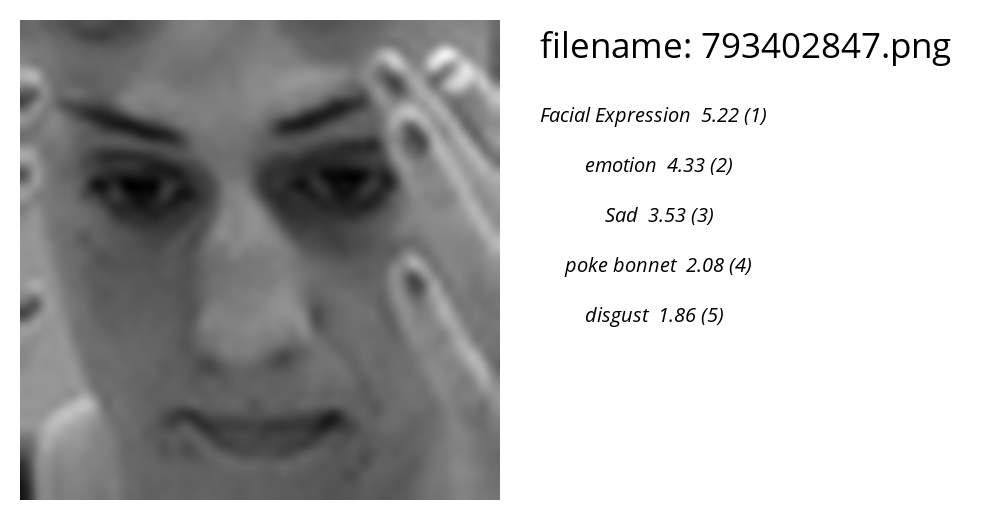 filename: 793402847.png
Facial Expression 5.22 (1)
emotion 4.33 (2)
Sad 3.53 (3)
poke bonnet 2.08 (4)
disgust 1.86 (5)